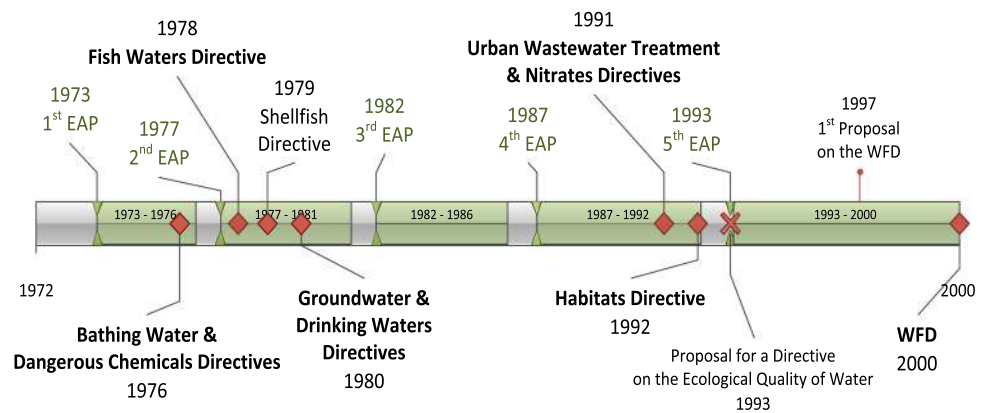 1978
Fish Waters Directive
1991
Urban Wastewater Treatment
& Nitrates Directives
1973
1st EAP
1977
2nd EAP
1979
Shellfish
Directive
1982
3rd EAP
1987
4th EAP
1993
5th EAP
1997
1st Proposal
on the WFD
1973 - 1976
1977 - 1981
1982 - 1986
1987 - 1992
1993 - 2000
1972
2000
Bathing Water &
Dangerous Chemicals Directives
1976
Groundwater &
Drinking Waters
Directives
1980
Habitats Directive
1992
Proposal for a Directive
on the Ecological Quality of Water
1993
WFD
2000